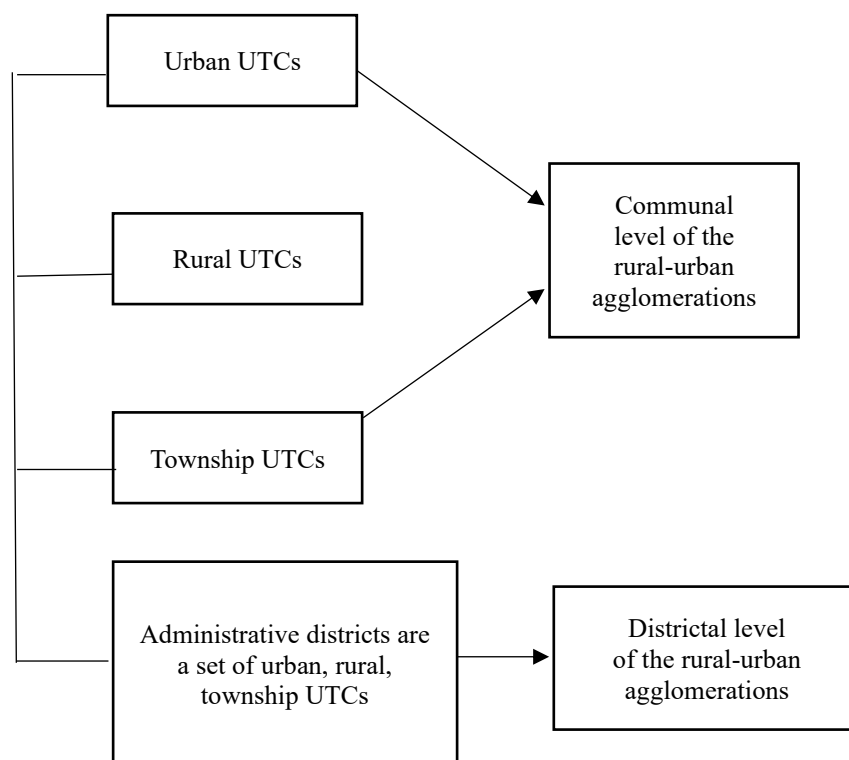 Urban UTCs
Communal
level of the
rural-urban
agglomerations
Rural UTCs
Township UTCs
Administrative districts are
a set of urban, rural,
township UTCs
Districtal level
of the rural-urban
agglomerations